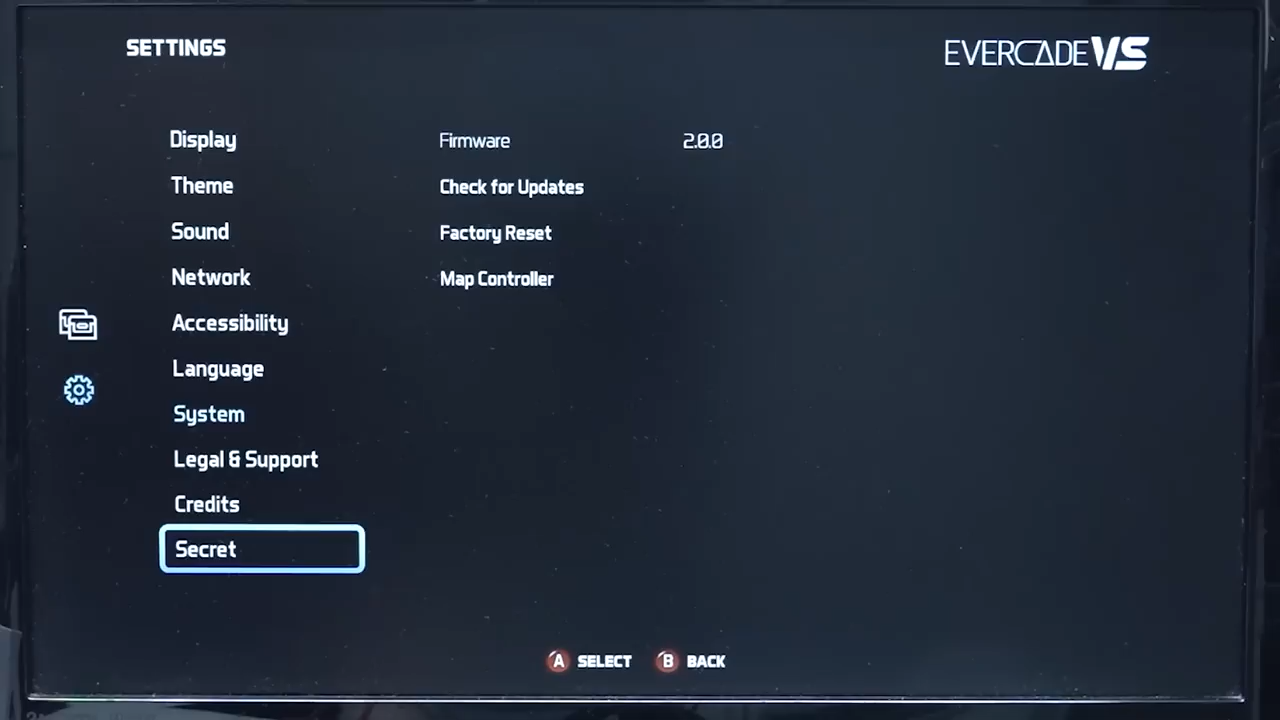 SETTINGS
EVERCADE VS
Display
Theme
Sound
Network
Accessibility
Language
System
Legal & Support
Credits
Secret
Firmware 2.0.0
Check for Updates
Factory Reset
Map Controller
A SELECT B BACK